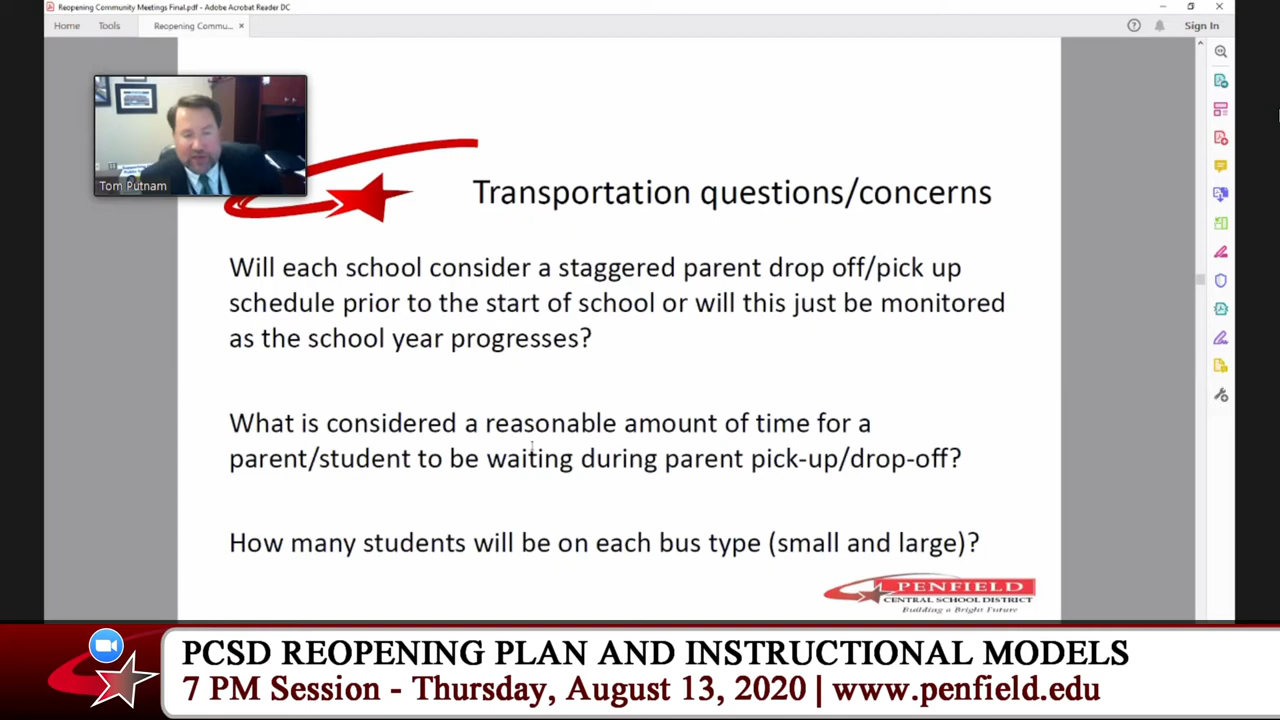 Reopening Community Meetings Final.pdf - Adobe Acrobat Reader DC
Home Tools Reopening Commu... × Sign In
Tom Putnam
Transportation questions/concerns
Will each school consider a staggered parent drop off/pick up
schedule prior to the start of school or will this just be monitored
as the school year progresses?
What is considered a reasonable amount of time for a
parent/student to be waiting during parent pick-up/drop-off?
How many students will be on each bus type (small and large)?
PENFIELD
CENTRAL SCHOOL DISTRICT
Building a Bright Future
PCSD REOPENING PLAN AND INSTRUCTIONAL MODELS
7 PM Session - Thursday, August 13, 2020 | www.penfield.edu